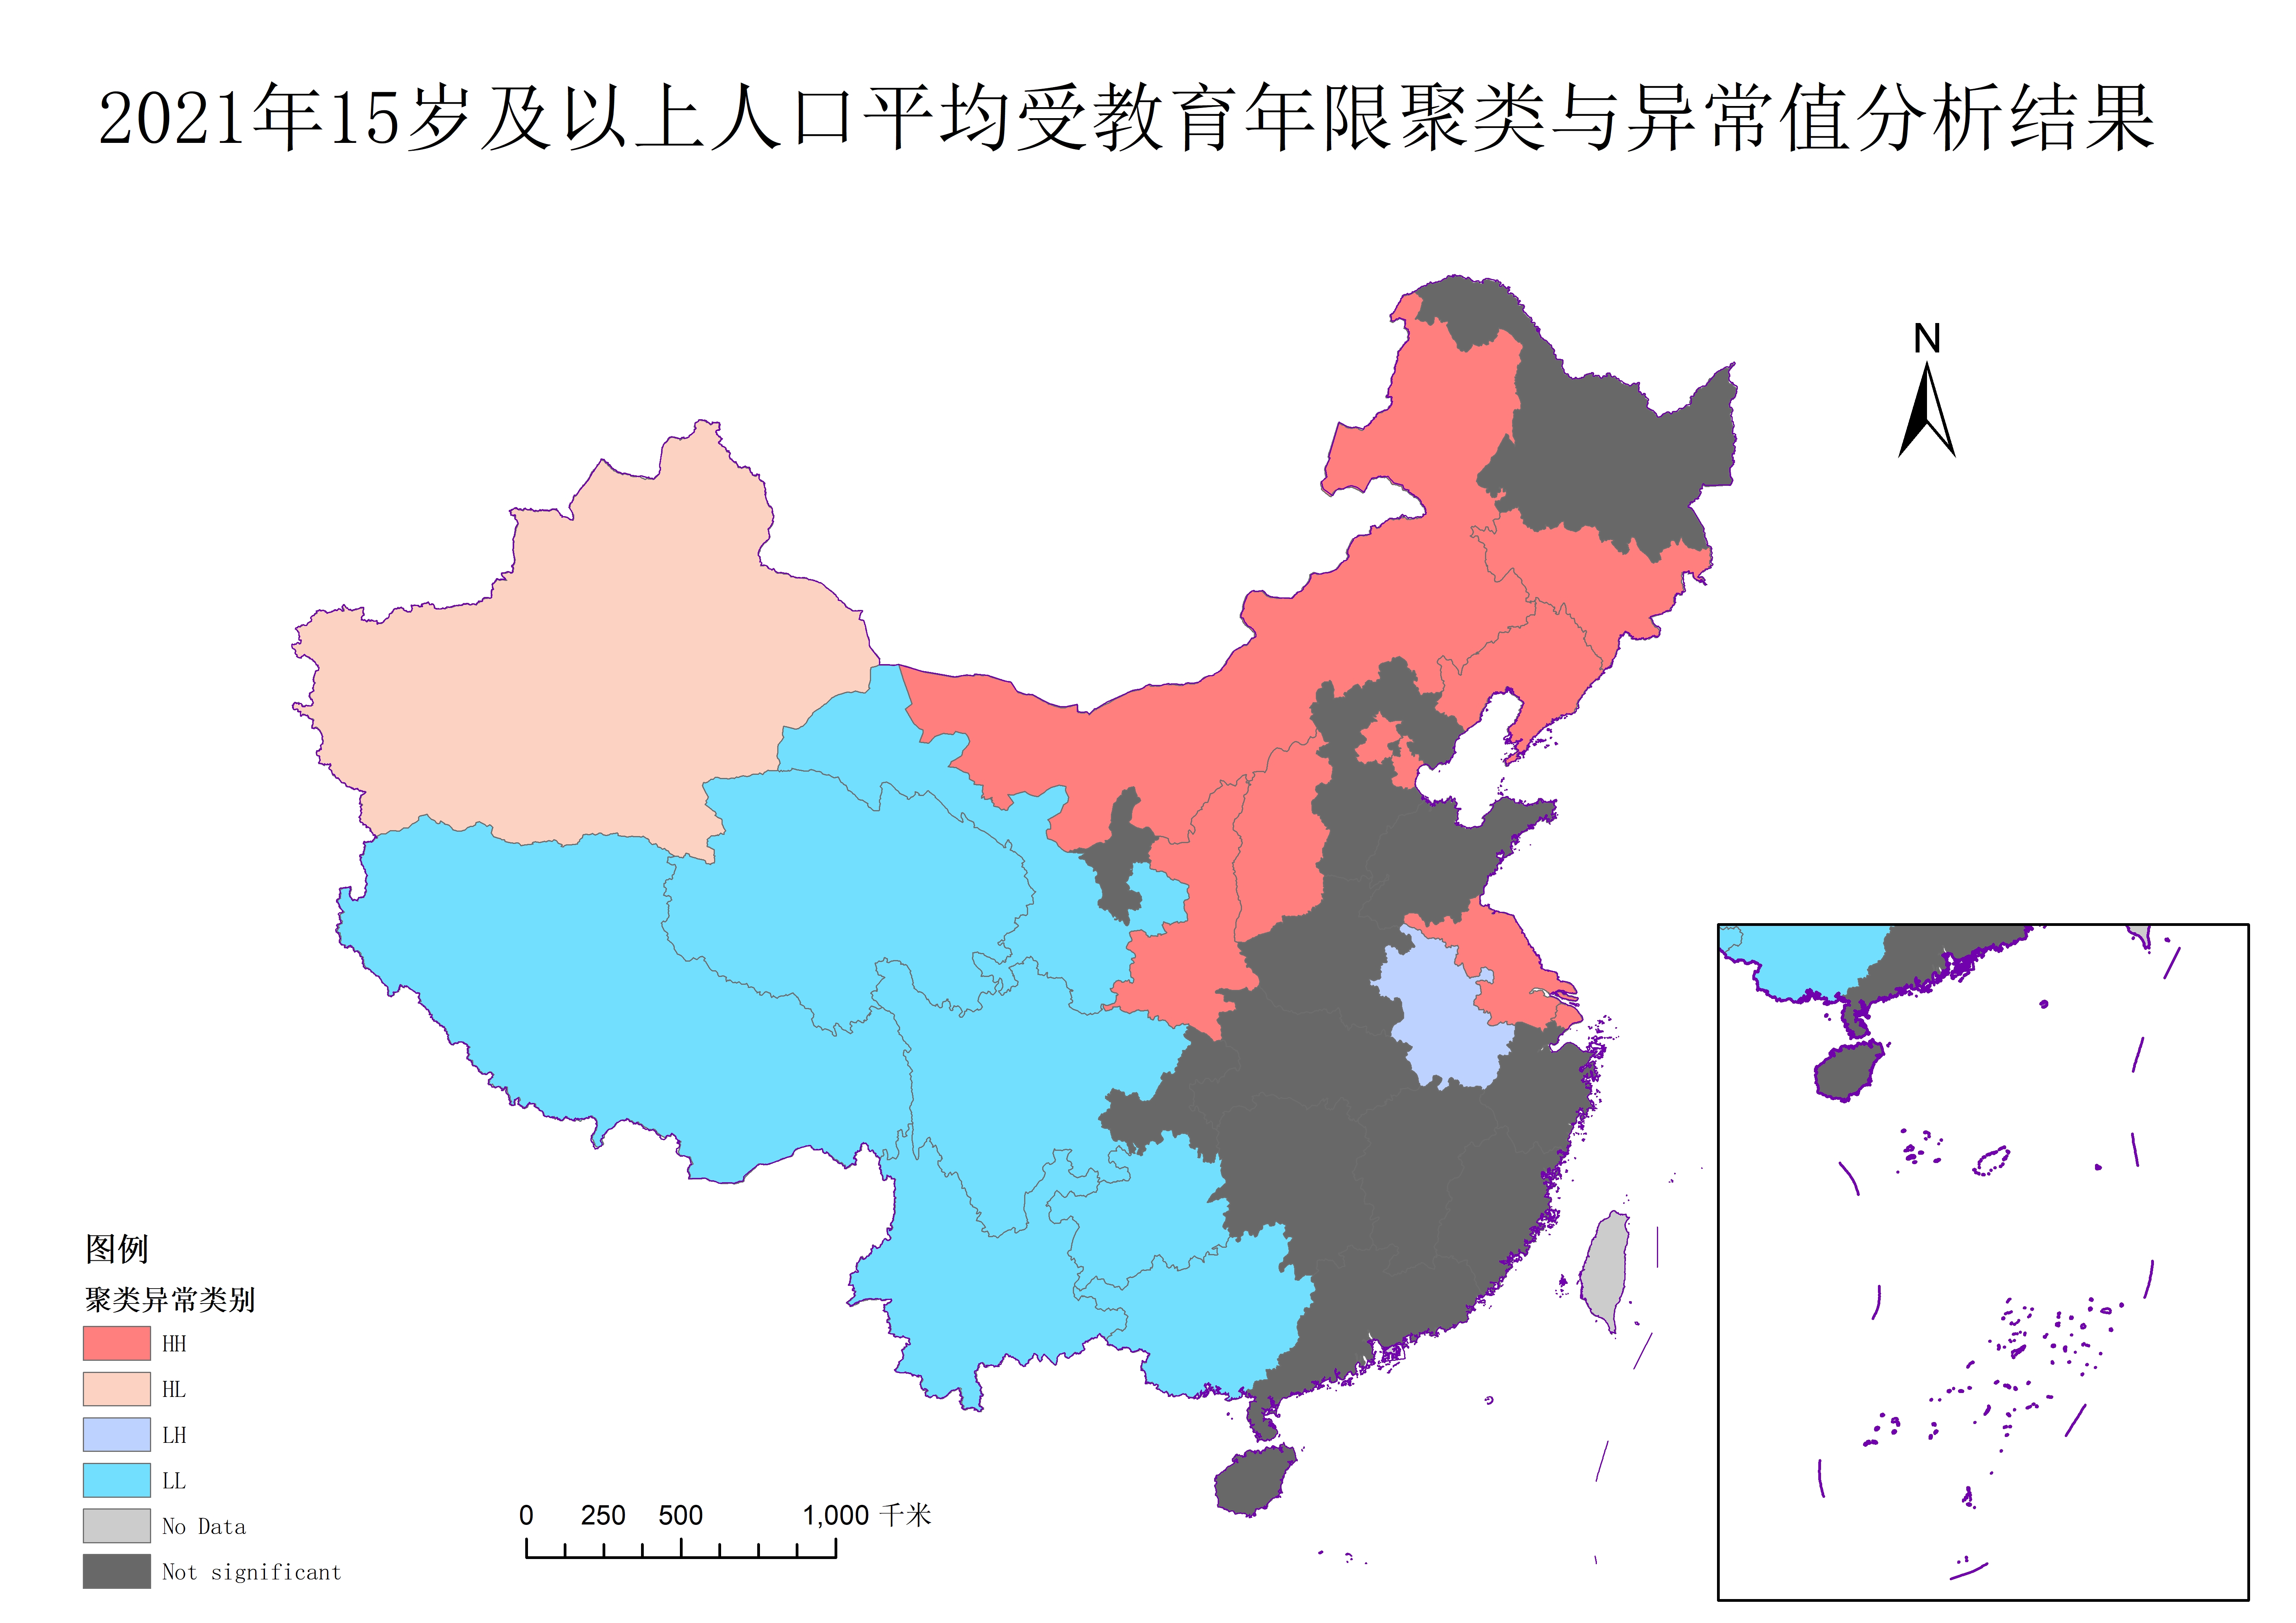 2021年15岁及以上人口平均受教育年限聚类与异常值分析结果
N
图例
聚类异常类别
HH
HL
LH
LL
No Data
Not significant
0 250 500 1,000 千米